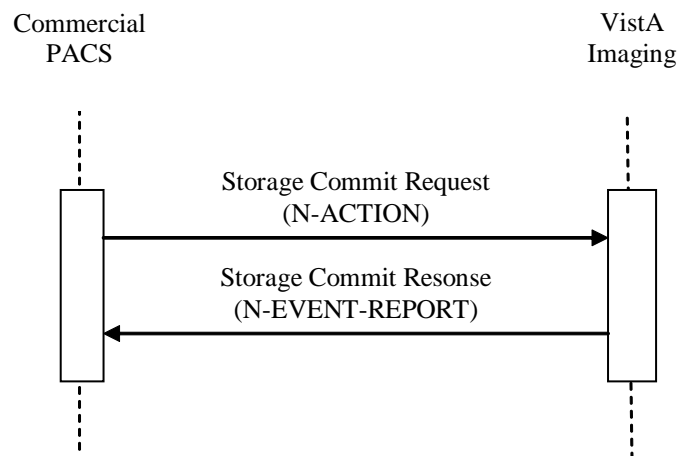 Commercial
PACS
VistA
Imaging
Storage Commit Request
(N-ACTION)
Storage Commit Resonse
(N-EVENT-REPORT)